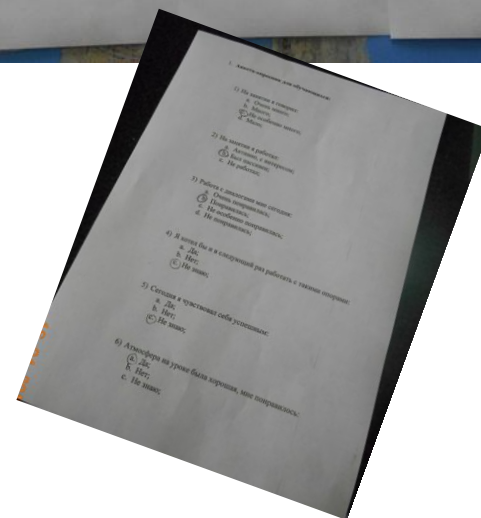 1. Анкета-опросник для обучающихся:
1) На занятии я говорил:
a. Очень много;
b. Много;
c. Не особенно много;
d. Мало;
2) На занятии я работал:
a. Активно, с интересом;
b. Был пассивен;
c. Не работал;
3) Работа с диалогами мне сегодня:
a. Очень понравилась;
b. Понравилась;
c. Не особенно понравилась;
d. Не понравилась;
4) Я хотел бы и в следующий раз работать с такими опорами:
a. Да;
b. Нет;
c. Не знаю;
5) Сегодня я чувствовал себя успешным:
a. Да;
b. Нет;
c. Не знаю;
6) Атмосфера на уроке была хорошая, мне понравилось:
a. Да;
b. Нет;
c. Не знаю;